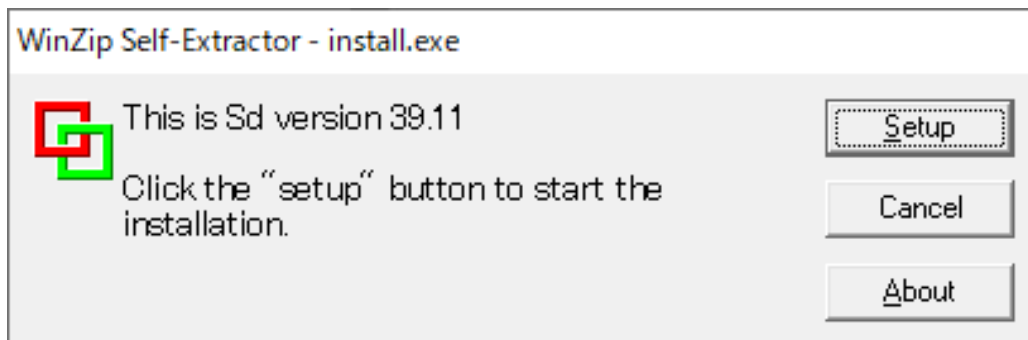 WinZip Self-Extractor - install.exe
This is Sd version 39.11
Setup
Click the "setup" button to start the
installation.
Cancel
About